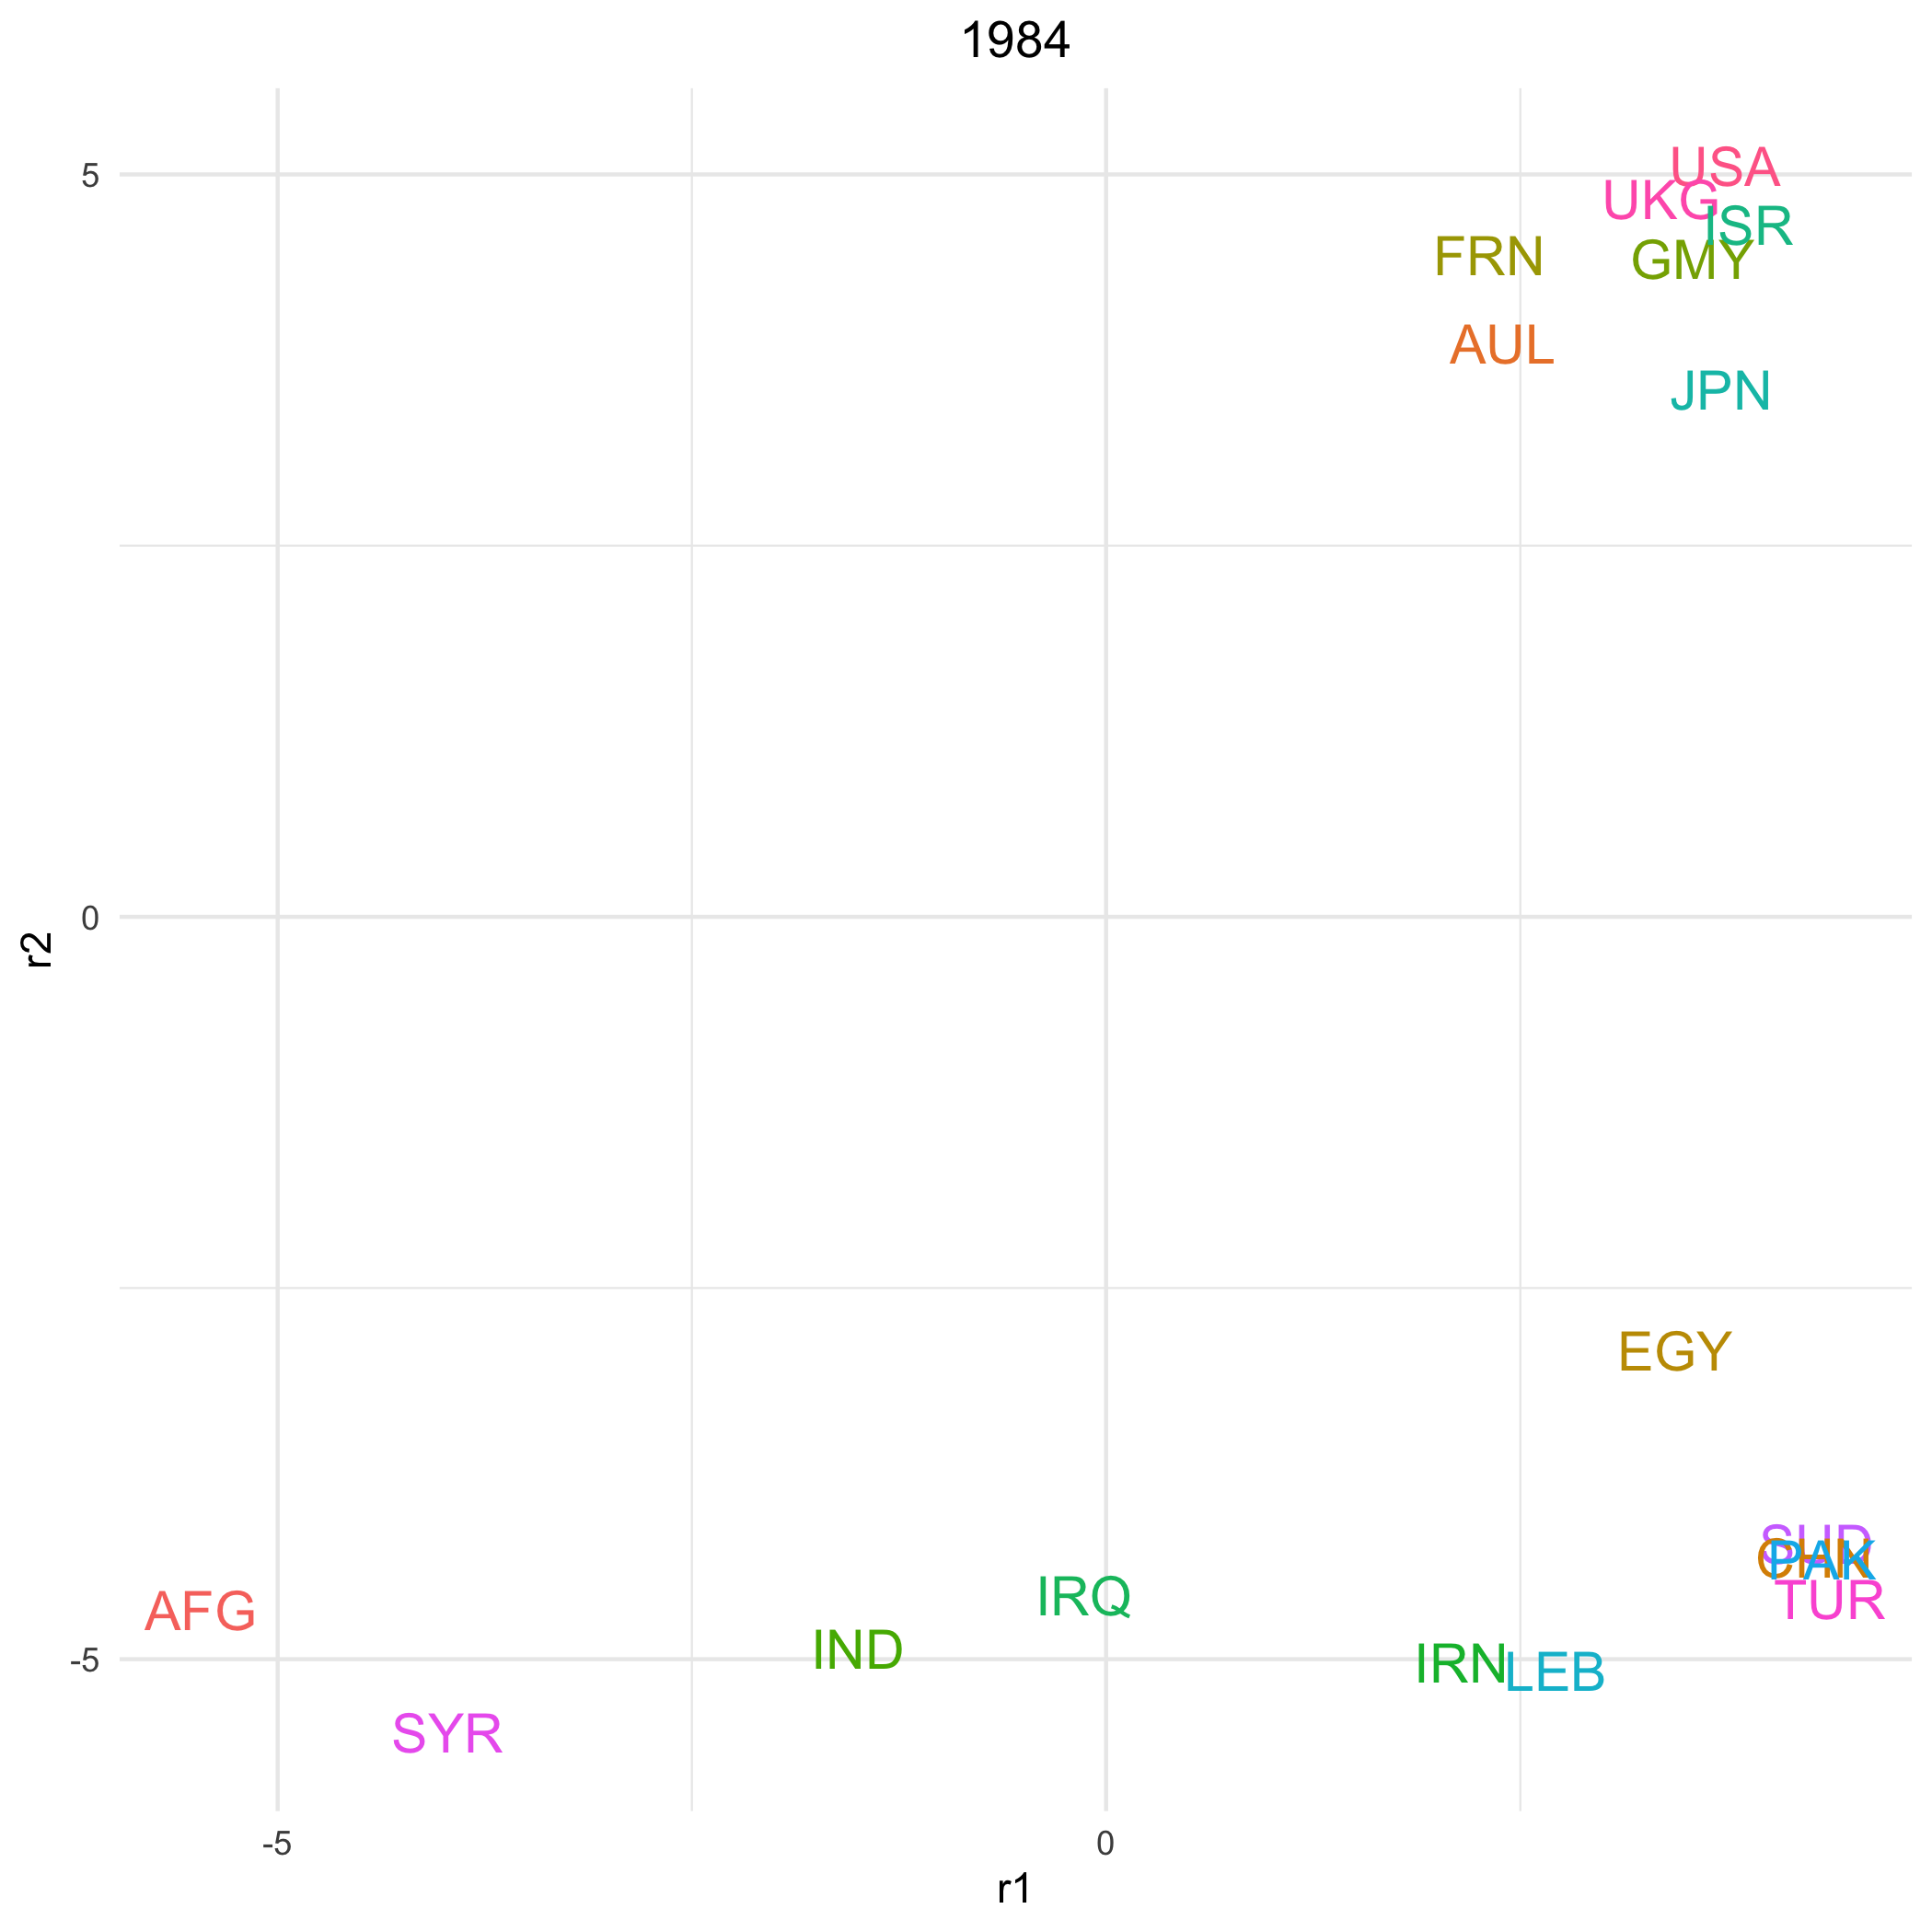 1984
5
USA
UKG
ISR
FRN
GMY
AUL
JPN
0
r2
EGY
CHN
PAK
TUR
IRQ
AFG
IND
-5
IRN
LEB
SYR
-5
0
r1